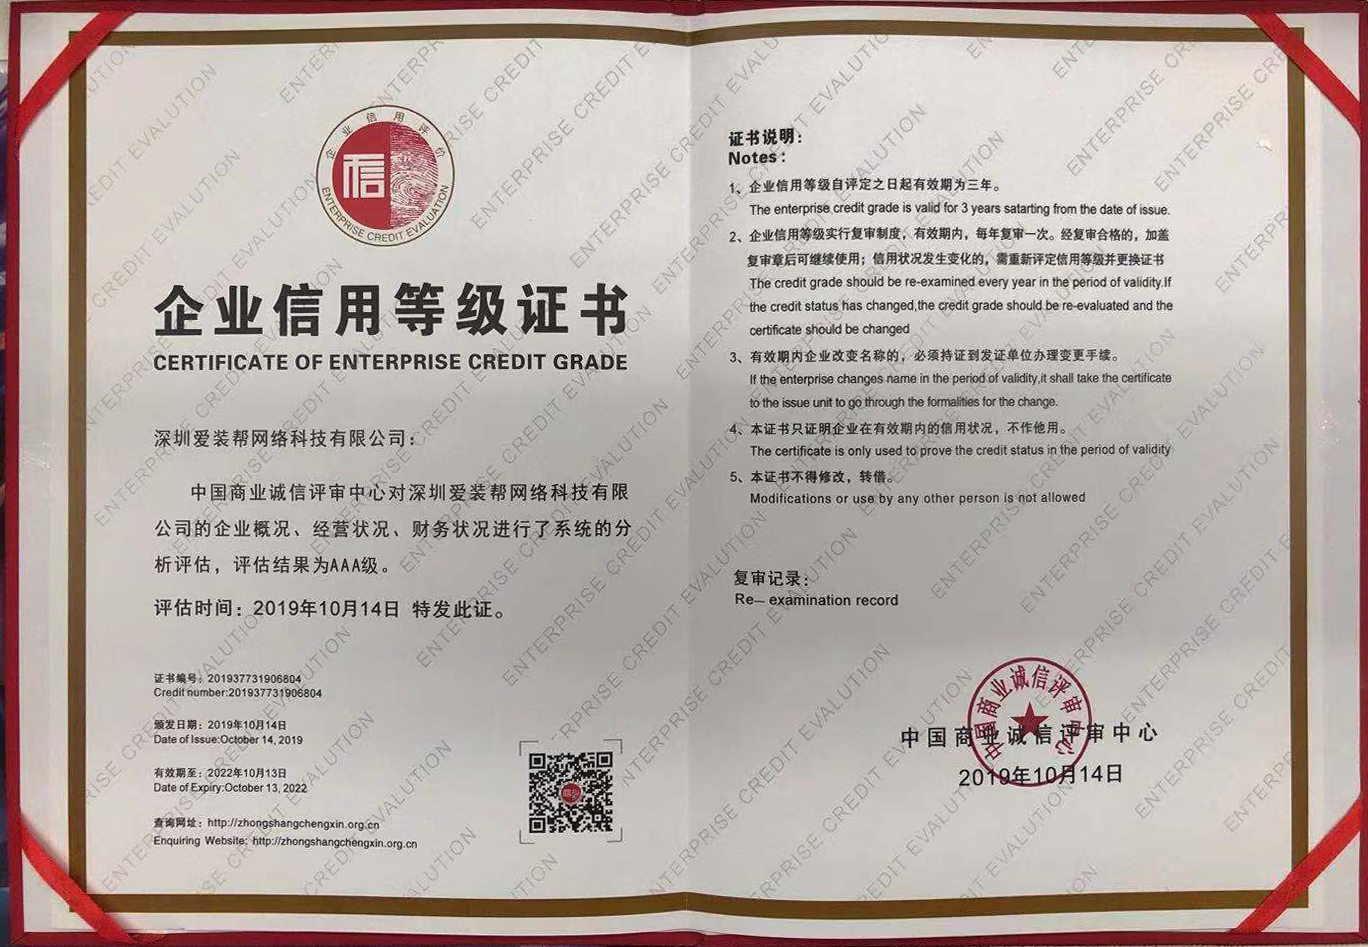 企业信用评价
ENTERPRISE CREDIT EVALUATION
信
企业信用等级证书
CERTIFICATE OF ENTERPRISE CREDIT GRADE
深圳爱装帮网络科技有限公司：
中国商业诚信评审中心对深圳爱装帮网络科技有限
公司的企业概况、经营状况、财务状况进行了系统的分
析评估，评估结果为AAA级。
评估时间：2019年10月14日 特发此证。
证书编号：201937731906804
Credit number:201937731906804
颁发日期：2019年10月14日
Date of Issue:October 14, 2019
有效期至：2022年10月13日
Date of Expiry:October 13, 2022
查询网址：http://zhongshangchengxin.org.cn
Enquiring Website: http://zhongshangchengxin.org.cn
证书说明：
Notes：
1、企业信用等级自评定之日起有效期为三年。
The enterprise credit grade is valid for 3 years satarting from the date of issue.
2、企业信用等级实行复审制度，有效期内，每年复审一次。经复审合格的，加盖
复审章后可继续使用；信用状况发生变化的，需重新评定信用等级并更换证书
The credit grade should be re-examined every year in the period of validity.If
the credit status has changed,the credit grade should be re-evaluated and the
certificate should be changed
3、有效期内企业改变名称的，必须持证到发证单位办理变更手续。
If the enterprise changes name in the period of validity,it shall take the certificate
to the issue unit to go through the formalities for the change.
4、本证书只证明企业在有效期内的信用状况，不作他用。
The certificate is only used to prove the credit status in the period of validity
5、本证书不得修改，转借。
Modifications or use by any other person is not allowed
复审记录：
Re— examination record
中国商业诚信评审中心
中国商业诚信评审中心
2019年10月14日
ENTERPRISE CREDIT EVALUTION